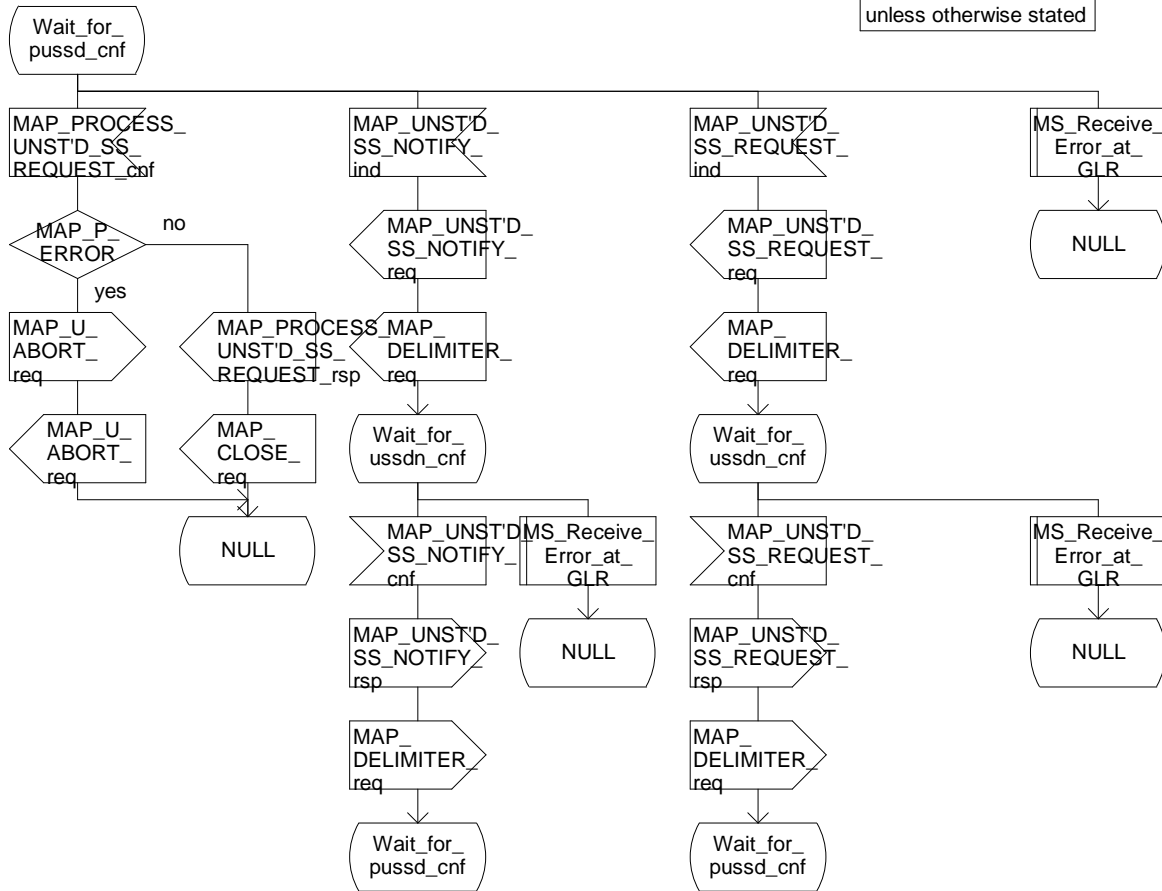 unless otherwise stated
Wait_for_
pussd_cnf
MAP_PROCESS_
UNST'D_SS_
REQUEST_cnf
MAP_UNST'D_
SS_NOTIFY_
ind
MAP_UNST'D_
SS_REQUEST_
ind
MS_Receive_
Error_at_
GLR
MAP_P_
ERROR
no
yes
MAP_UNST'D_
SS_NOTIFY_
req
MAP_UNST'D_
SS_REQUEST_
req
NULL
MAP_U_
ABORT_
req
MAP_PROCESS_
UNST'D_SS_
REQUEST_rsp
MAP_
DELIMITER_
req
MAP_
DELIMITER_
req
MAP_U_
ABORT_
req
MAP_
CLOSE_
req
Wait_for_
ussdn_cnf
Wait_for_
ussdn_cnf
NULL
MAP_UNST'D_
SS_NOTIFY_
cnf
MS_Receive_
Error_at_
GLR
MAP_UNST'D_
SS_REQUEST_
cnf
MS_Receive_
Error_at_
GLR
MAP_UNST'D_
SS_NOTIFY_
rsp
NULL
MAP_UNST'D_
SS_REQUEST_
rsp
NULL
MAP_
DELIMITER_
req
MAP_
DELIMITER_
req
Wait_for_
pussd_cnf
Wait_for_
pussd_cnf